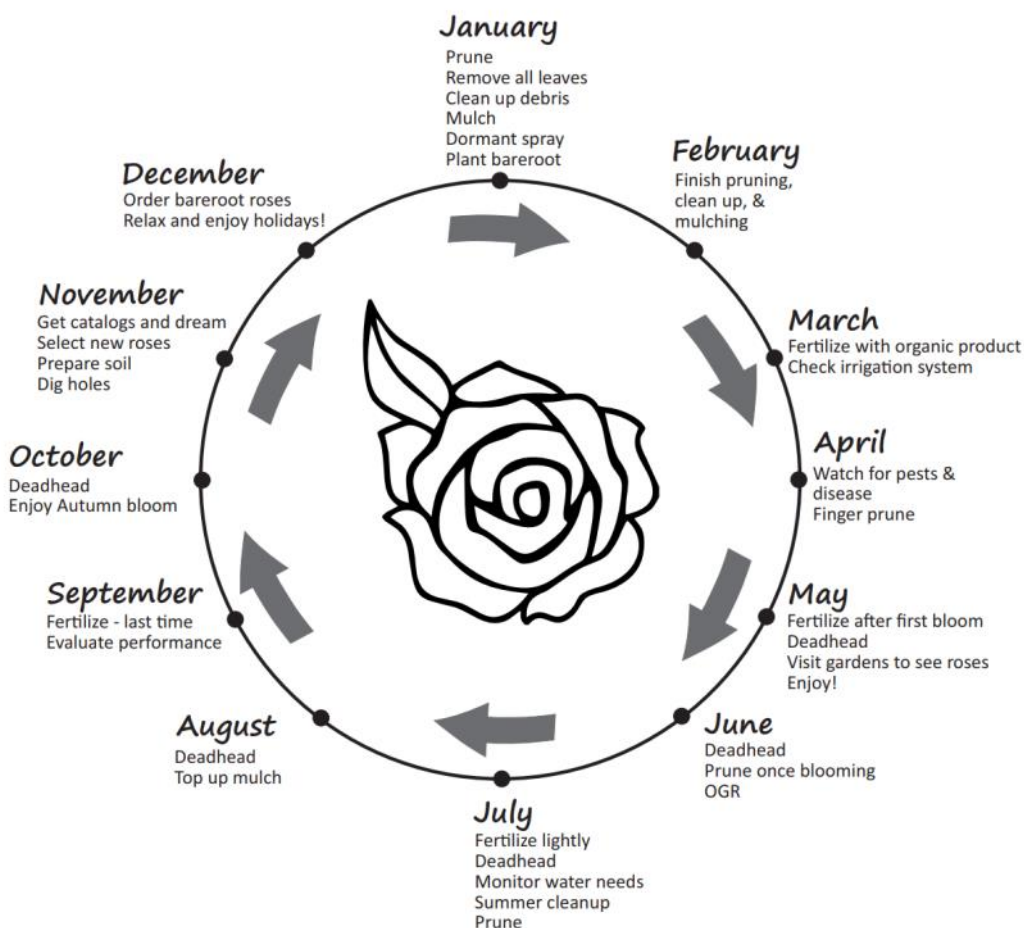 January
Prune
Remove all leaves
Clean up debris
Mulch
Dormant spray
Plant bareroot
February
Finish pruning,
clean up, &
mulching
March
Fertilize with organic product
Check irrigation system
April
Watch for pests &
disease
Finger prune
May
Fertilize after first bloom
Deadhead
Visit gardens to see roses
Enjoy!
June
Deadhead
Prune once blooming
OGR
July
Fertilize lightly
Deadhead
Monitor water needs
Summer cleanup
Prune
August
Deadhead
Top up mulch
September
Fertilize - last time
Evaluate performance
October
Deadhead
Enjoy Autumn bloom
November
Get catalogs and dream
Select new roses
Prepare soil
Dig holes
December
Order bareroot roses
Relax and enjoy holidays!